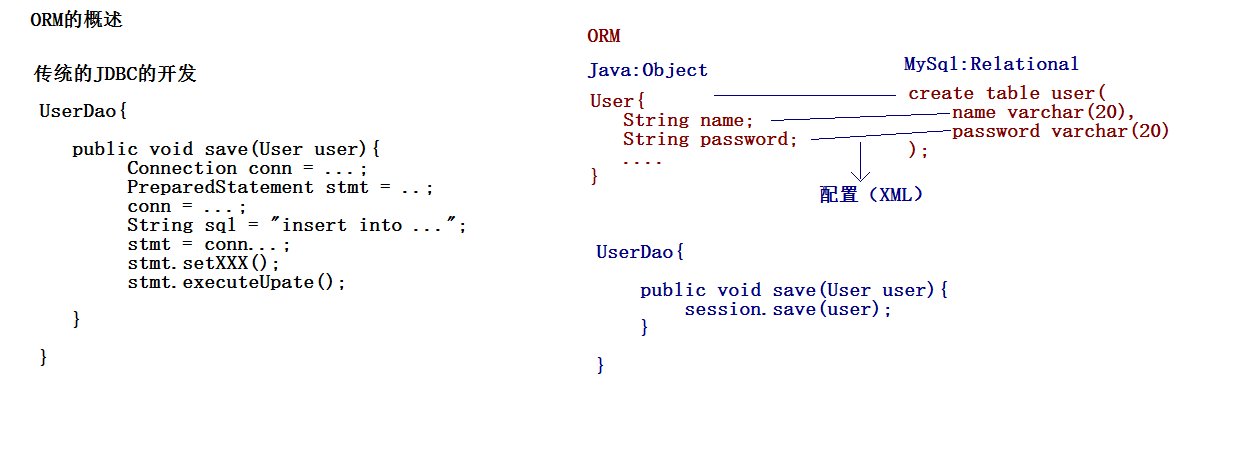 ORM的概述
传统的JDBC的开发
UserDao{
public void save(User user){
Connection conn = ...;
PreparedStatement stmt = ..;
conn = ...;
String sql = "insert into ...";
stmt = conn...;
stmt.setXXX();
stmt.executeUpate();
}
}
ORM
Java:Object
MySql:Relational
User{
String name;
String password;
....
}
create table user(
name varchar(20),
password varchar(20)
);
配置（XML）
UserDao{
public void save(User user){
session.save(user);
}
}